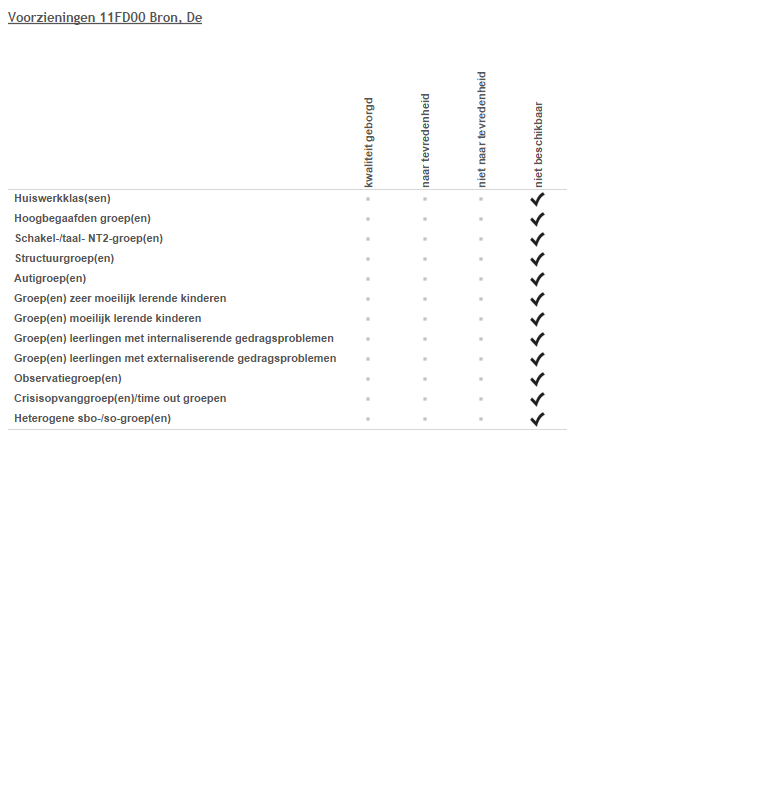 Voorzieningen 11FD00 Bron, De
kwaliteit geborgd
naar tevredenheid
niet naar tevredenheid
niet beschikbaar
Huiswerkklas(sen)
Hoogbegaafden groep(en)
Schakel-/taal- NT2-groep(en)
Structuurgroep(en)
Autigroep(en)
Groep(en) zeer moeilijk lerende kinderen
Groep(en) moeilijk lerende kinderen
Groep(en) leerlingen met internaliserende gedragsproblemen
Groep(en) leerlingen met externaliserende gedragsproblemen
Observatiegroep(en)
Crisisopvanggroep(en)/time out groepen
Heterogene sbo-/so-groep(en)